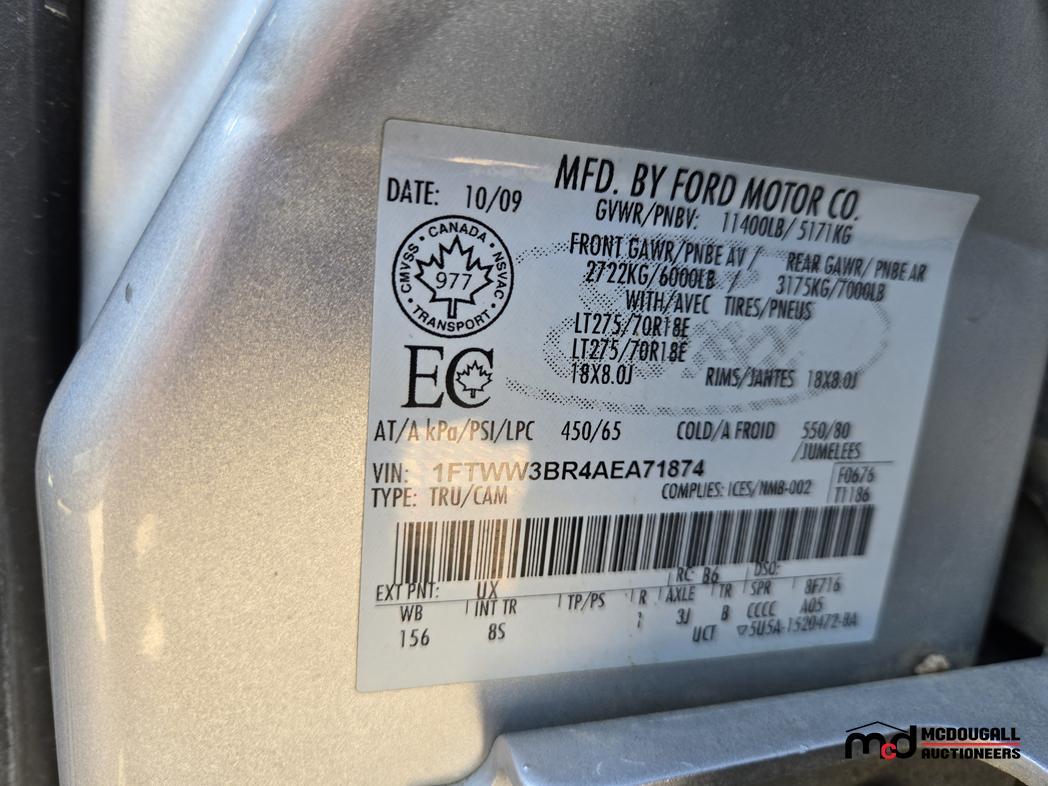 MFD. BY FORD MOTOR CO.
DATE: 10/09
GVWR/PNBV: 11400LB/ 5171KG
CMVSS · CANADA · NSVAC · TRANSPORT ·
977
FRONT GAWR/PNBE AV / REAR GAWR/ PNBE AR
2722KG/6000LB / 3175KG/7000LB
WITH/AVEC TIRES/PNEUS
LT275/70R18E
LT275/70R18E
18X8.0J RIMS/JANTES 18X8.0J
EC
AT/A kPa/PSI/LPC 450/65 COLD/A FROID 550/80
/JUMELEES
VIN: 1FTWW3BR4AEA71874
F0676
TYPE: TRU/CAM COMPLIES: ICES/NMB-002 T1186
EXT PNT: UX RC: B6 DSO:
WB INT TR TP/PS R AXLE TR SPR 8F716
156 8S 1 3J B CCCC A05
UCT ▽5U5A-1520472-BA
mcd MCDOUGALL
AUCTIONEERS